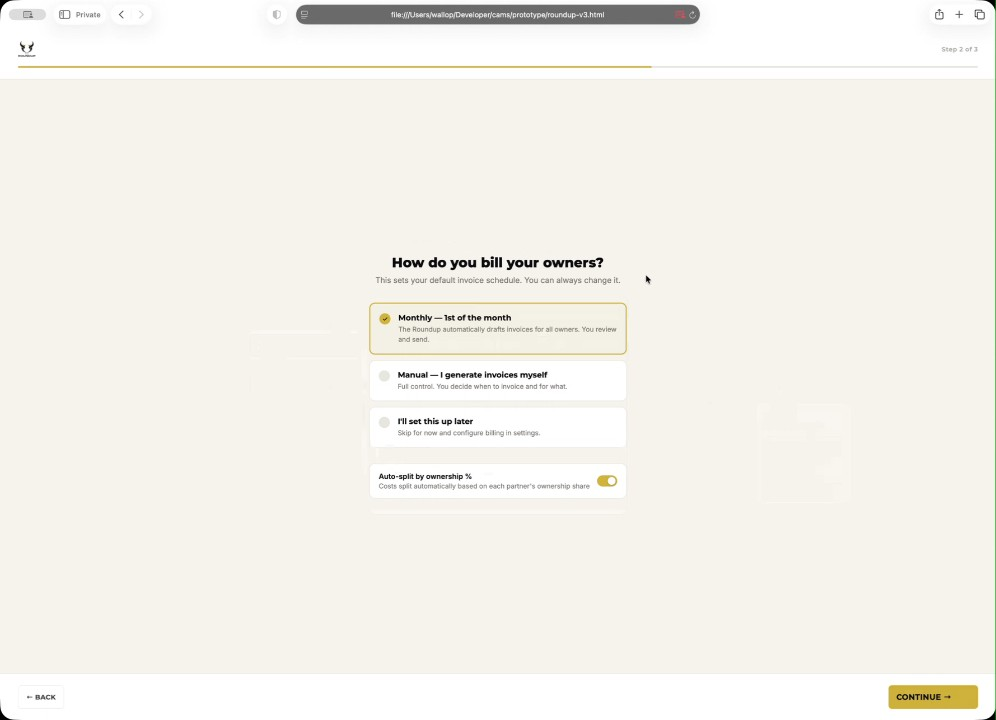 Private
file:///Users/wallop/Developer/cams/prototype/roundup-v3.html
Step 2 of 3
How do you bill your owners?
This sets your default invoice schedule. You can always change it.
Monthly — 1st of the month
The Roundup automatically drafts invoices for all owners. You review
and send.
Manual — I generate invoices myself
Full control. You decide when to invoice and for what.
I'll set this up later
Skip for now and configure billing in settings.
Auto-split by ownership %
Costs split automatically based on each partner's ownership share
← BACK
CONTINUE →